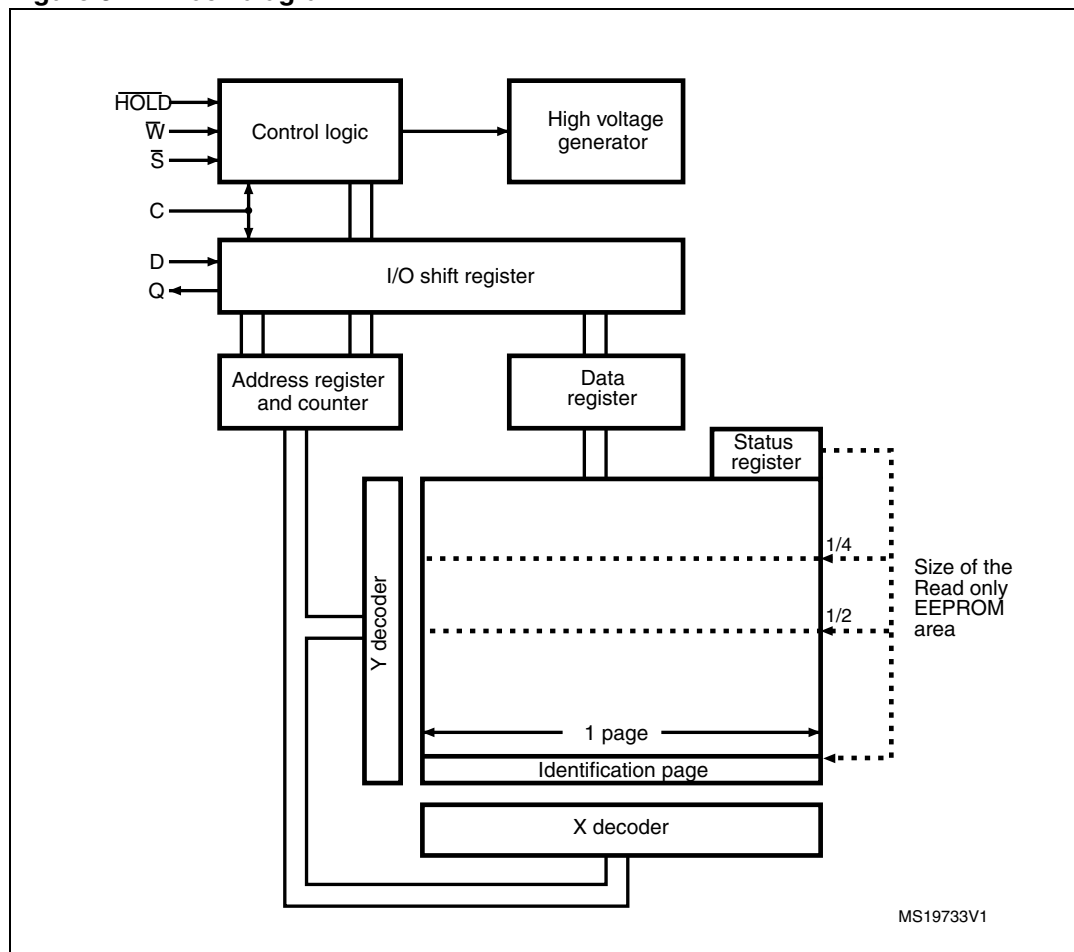 HOLD
W
S
C
D
Q
Control logic
High voltage
generator
I/O shift register
Address register
and counter
Data
register
Status
register
1/4
1/2
Size of the
Read only
EEPROM
area
Y decoder
1 page
Identification page
X decoder
MS19733V1